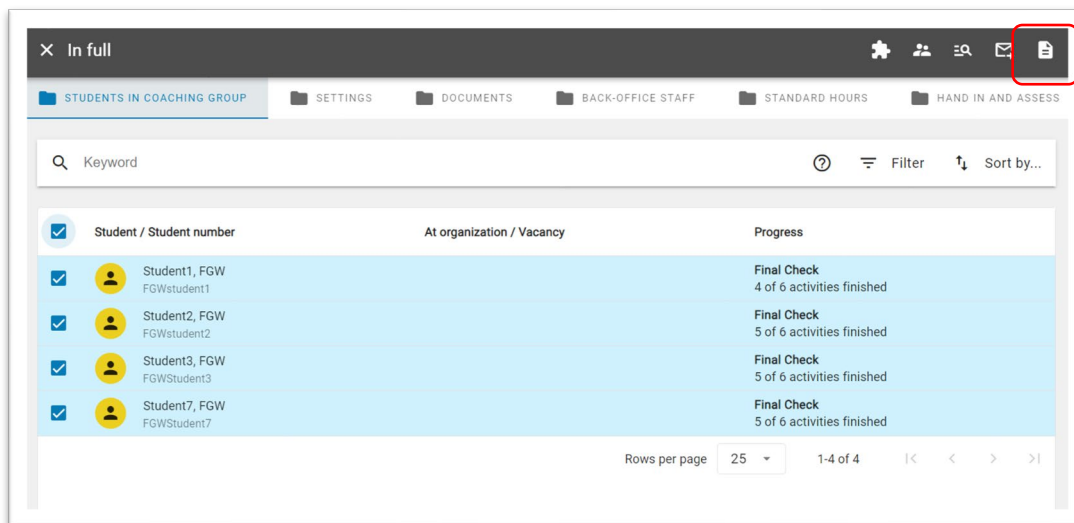 In full
STUDENTS IN COACHING GROUP SETTINGS DOCUMENTS BACK-OFFICE STAFF STANDARD HOURS HAND IN AND ASSESS
Keyword Filter Sort by...
Student / Student number At organization / Vacancy Progress
Student1, FGW Final Check
FGWstudent1 4 of 6 activities finished
Student2, FGW Final Check
FGWstudent2 5 of 6 activities finished
Student3, FGW Final Check
FGWStudent3 5 of 6 activities finished
Student7, FGW Final Check
FGWStudent7 5 of 6 activities finished
Rows per page 25 1-4 of 4